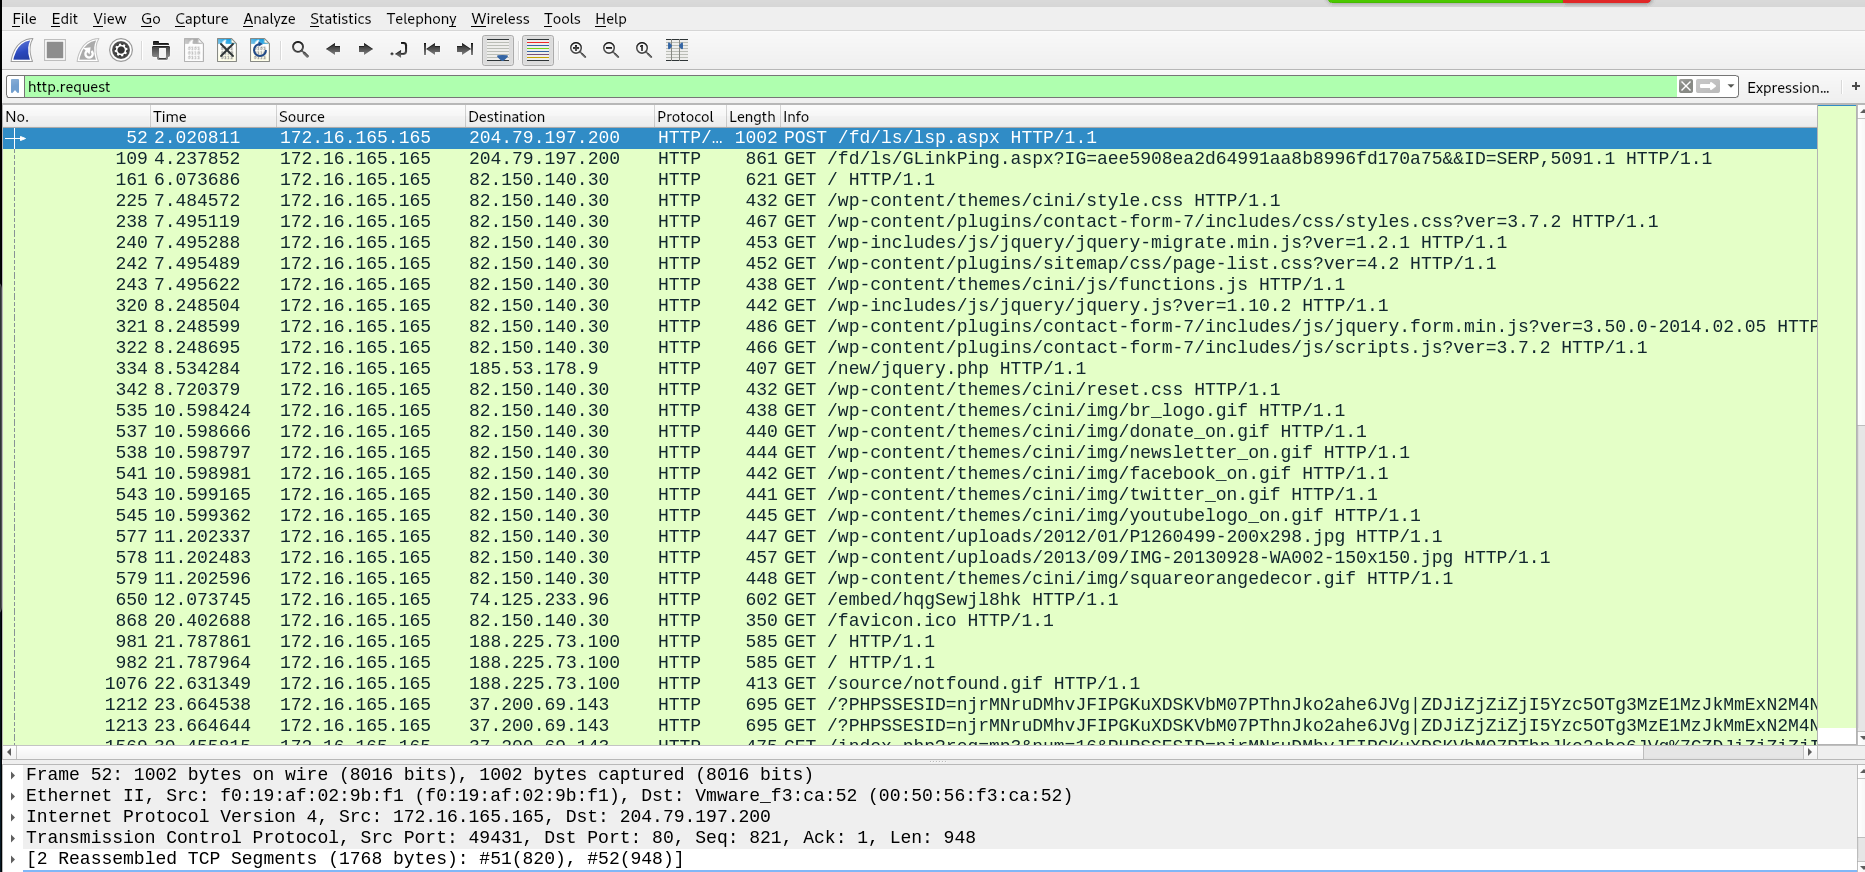 File Edit View Go Capture Analyze Statistics Telephony Wireless Tools Help
http.request Expression... +
No. Time Source Destination Protocol Length Info
52 2.020811 172.16.165.165 204.79.197.200 HTTP/… 1002 POST /fd/ls/lsp.aspx HTTP/1.1
109 4.237852 172.16.165.165 204.79.197.200 HTTP 861 GET /fd/ls/GLinkPing.aspx?IG=aee5908ea2d64991aa8b8996fd170a75&&ID=SERP,5091.1 HTTP/1.1
161 6.073686 172.16.165.165 82.150.140.30 HTTP 621 GET / HTTP/1.1
225 7.484572 172.16.165.165 82.150.140.30 HTTP 432 GET /wp-content/themes/cini/style.css HTTP/1.1
238 7.495119 172.16.165.165 82.150.140.30 HTTP 467 GET /wp-content/plugins/contact-form-7/includes/css/styles.css?ver=3.7.2 HTTP/1.1
240 7.495288 172.16.165.165 82.150.140.30 HTTP 453 GET /wp-includes/js/jquery/jquery-migrate.min.js?ver=1.2.1 HTTP/1.1
242 7.495489 172.16.165.165 82.150.140.30 HTTP 452 GET /wp-content/plugins/sitemap/css/page-list.css?ver=4.2 HTTP/1.1
243 7.495622 172.16.165.165 82.150.140.30 HTTP 438 GET /wp-content/themes/cini/js/functions.js HTTP/1.1
320 8.248504 172.16.165.165 82.150.140.30 HTTP 442 GET /wp-includes/js/jquery/jquery.js?ver=1.10.2 HTTP/1.1
321 8.248599 172.16.165.165 82.150.140.30 HTTP 486 GET /wp-content/plugins/contact-form-7/includes/js/jquery.form.min.js?ver=3.50.0-2014.02.05 HTTP
322 8.248695 172.16.165.165 82.150.140.30 HTTP 466 GET /wp-content/plugins/contact-form-7/includes/js/scripts.js?ver=3.7.2 HTTP/1.1
334 8.534284 172.16.165.165 185.53.178.9 HTTP 407 GET /new/jquery.php HTTP/1.1
342 8.720379 172.16.165.165 82.150.140.30 HTTP 432 GET /wp-content/themes/cini/reset.css HTTP/1.1
535 10.598424 172.16.165.165 82.150.140.30 HTTP 438 GET /wp-content/themes/cini/img/br_logo.gif HTTP/1.1
537 10.598666 172.16.165.165 82.150.140.30 HTTP 440 GET /wp-content/themes/cini/img/donate_on.gif HTTP/1.1
538 10.598797 172.16.165.165 82.150.140.30 HTTP 444 GET /wp-content/themes/cini/img/newsletter_on.gif HTTP/1.1
541 10.598981 172.16.165.165 82.150.140.30 HTTP 442 GET /wp-content/themes/cini/img/facebook_on.gif HTTP/1.1
543 10.599165 172.16.165.165 82.150.140.30 HTTP 441 GET /wp-content/themes/cini/img/twitter_on.gif HTTP/1.1
545 10.599362 172.16.165.165 82.150.140.30 HTTP 445 GET /wp-content/themes/cini/img/youtubelogo_on.gif HTTP/1.1
577 11.202337 172.16.165.165 82.150.140.30 HTTP 447 GET /wp-content/uploads/2012/01/P1260499-200x298.jpg HTTP/1.1
578 11.202483 172.16.165.165 82.150.140.30 HTTP 457 GET /wp-content/uploads/2013/09/IMG-20130928-WA002-150x150.jpg HTTP/1.1
579 11.202596 172.16.165.165 82.150.140.30 HTTP 448 GET /wp-content/themes/cini/img/squareorangedecor.gif HTTP/1.1
650 12.073745 172.16.165.165 74.125.233.96 HTTP 602 GET /embed/hqgSewjl8hk HTTP/1.1
868 20.402688 172.16.165.165 82.150.140.30 HTTP 350 GET /favicon.ico HTTP/1.1
981 21.787861 172.16.165.165 188.225.73.100 HTTP 585 GET / HTTP/1.1
982 21.787964 172.16.165.165 188.225.73.100 HTTP 585 GET / HTTP/1.1
1076 22.631349 172.16.165.165 188.225.73.100 HTTP 413 GET /source/notfound.gif HTTP/1.1
1212 23.664538 172.16.165.165 37.200.69.143 HTTP 695 GET /?PHPSSESID=njrMNruDMhvJFIPGKuXDSKVbM07PThnJko2ahe6JVg|ZDJiZjZiZjI5Yzc5OTg3MzE1MzJkMmExN2M4N
1213 23.664644 172.16.165.165 37.200.69.143 HTTP 695 GET /?PHPSSESID=njrMNruDMhvJFIPGKuXDSKVbM07PThnJko2ahe6JVg|ZDJiZjZiZjI5Yzc5OTg3MzE1MzJkMmExN2M4N
1569 30.455815 172.16.165.165 37.200.69.143 HTTP 475 GET
Frame 52: 1002 bytes on wire (8016 bits), 1002 bytes captured (8016 bits)
Ethernet II, Src: f0:19:af:02:9b:f1 (f0:19:af:02:9b:f1), Dst: Vmware_f3:ca:52 (00:50:56:f3:ca:52)
Internet Protocol Version 4, Src: 172.16.165.165, Dst: 204.79.197.200
Transmission Control Protocol, Src Port: 49431, Dst Port: 80, Seq: 821, Ack: 1, Len: 948
[2 Reassembled TCP Segments (1768 bytes): #51(820), #52(948)]